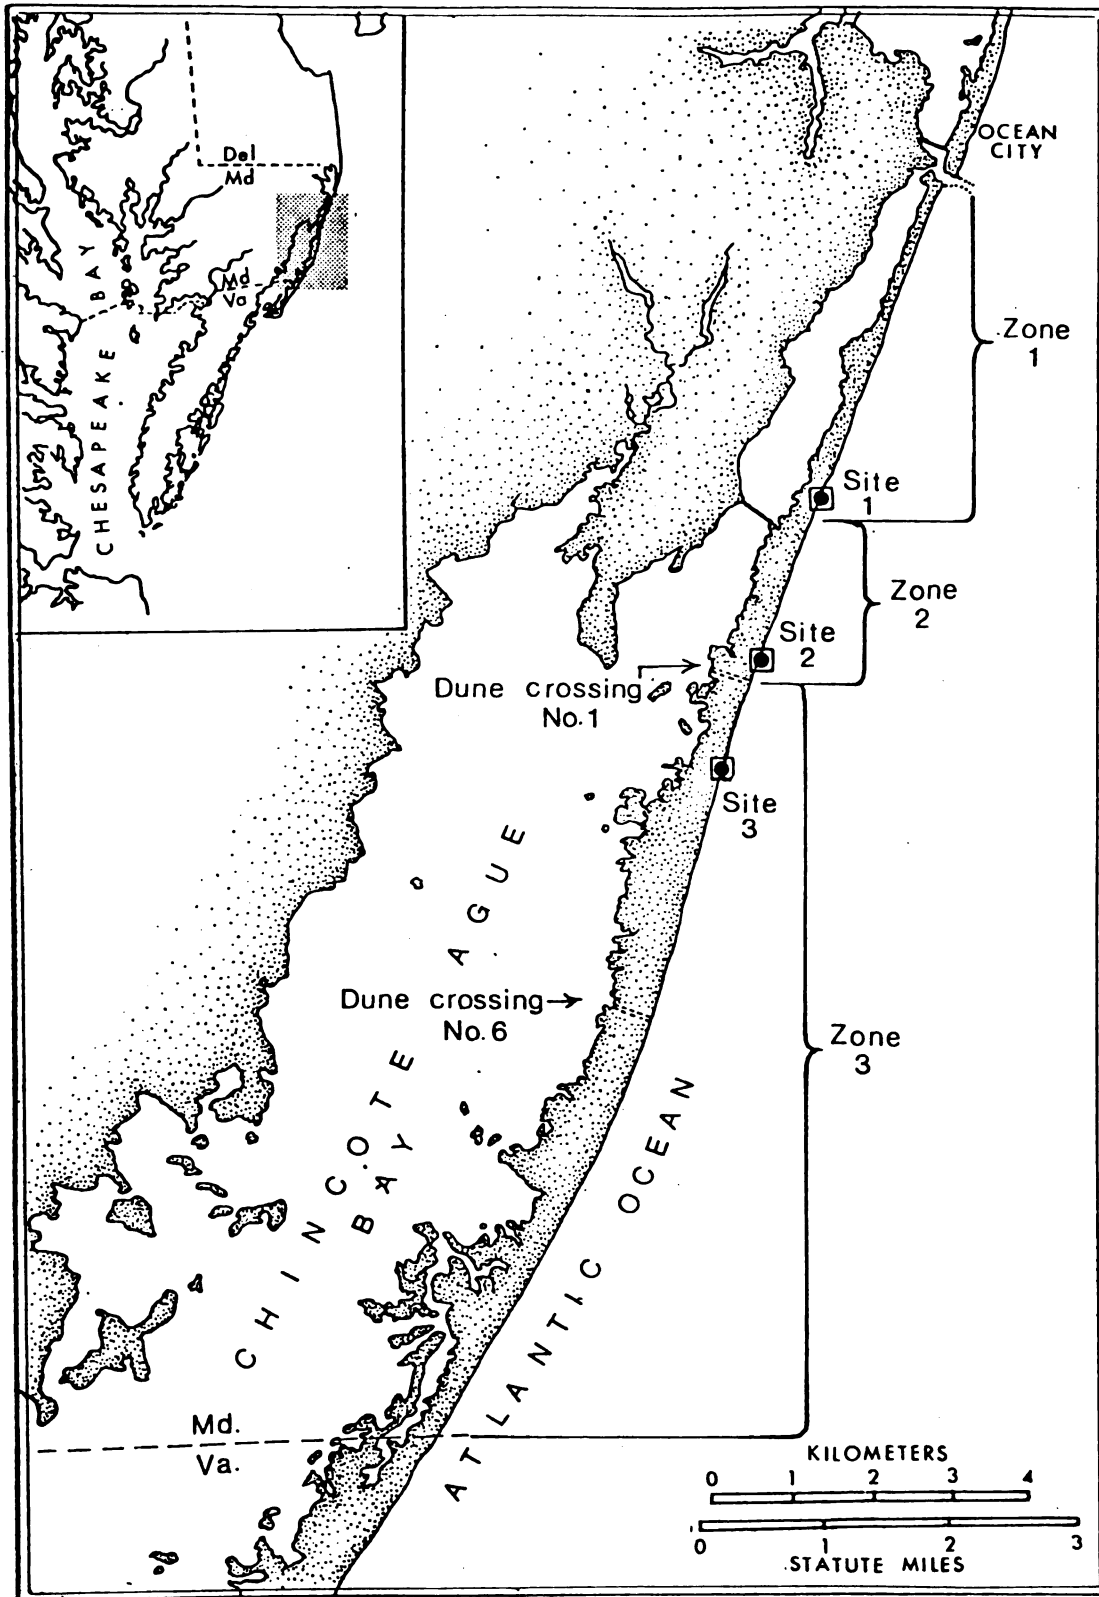 Del
Md
Md
Va
CHESAPEAKE BAY
OCEAN
CITY
Zone
1
Site
1
Zone
2
Site
2
Dune crossing
No.1
Site
3
Dune crossing
No.6
Zone
3
CHINCOTEAGUE
BAY
ATLANTIC OCEAN
Md.
Va.
KILOMETERS
0 1 2 3 4
0 1 2 3
STATUTE MILES